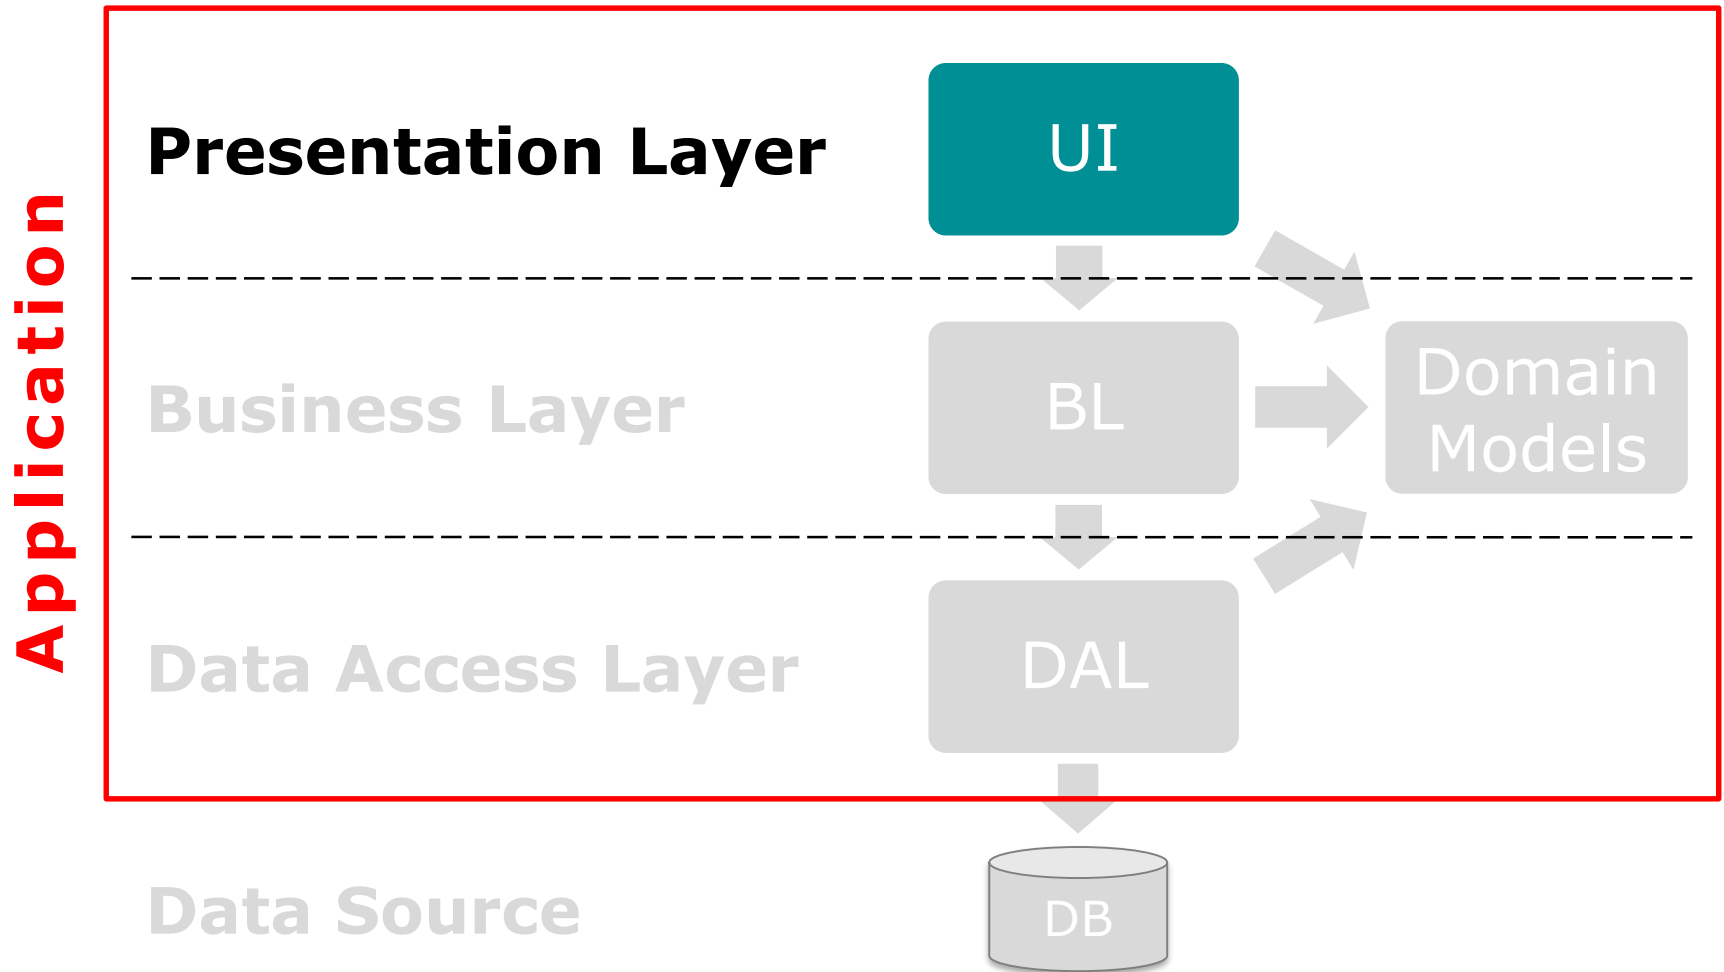 Application
Presentation Layer
UI
Business Layer
BL
Domain
Models
Data Access Layer
DAL
Data Source
DB